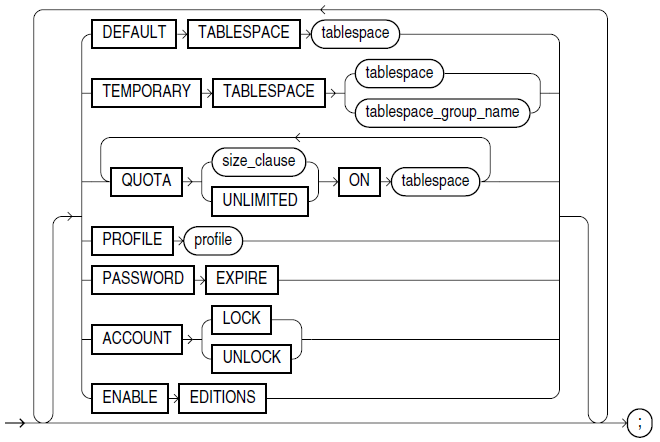 DEFAULT TABLESPACE tablespace
TEMPORARY TABLESPACE tablespace
tablespace_group_name
QUOTA size_clause ON tablespace
UNLIMITED
PROFILE profile
PASSWORD EXPIRE
ACCOUNT LOCK
UNLOCK
ENABLE EDITIONS
;